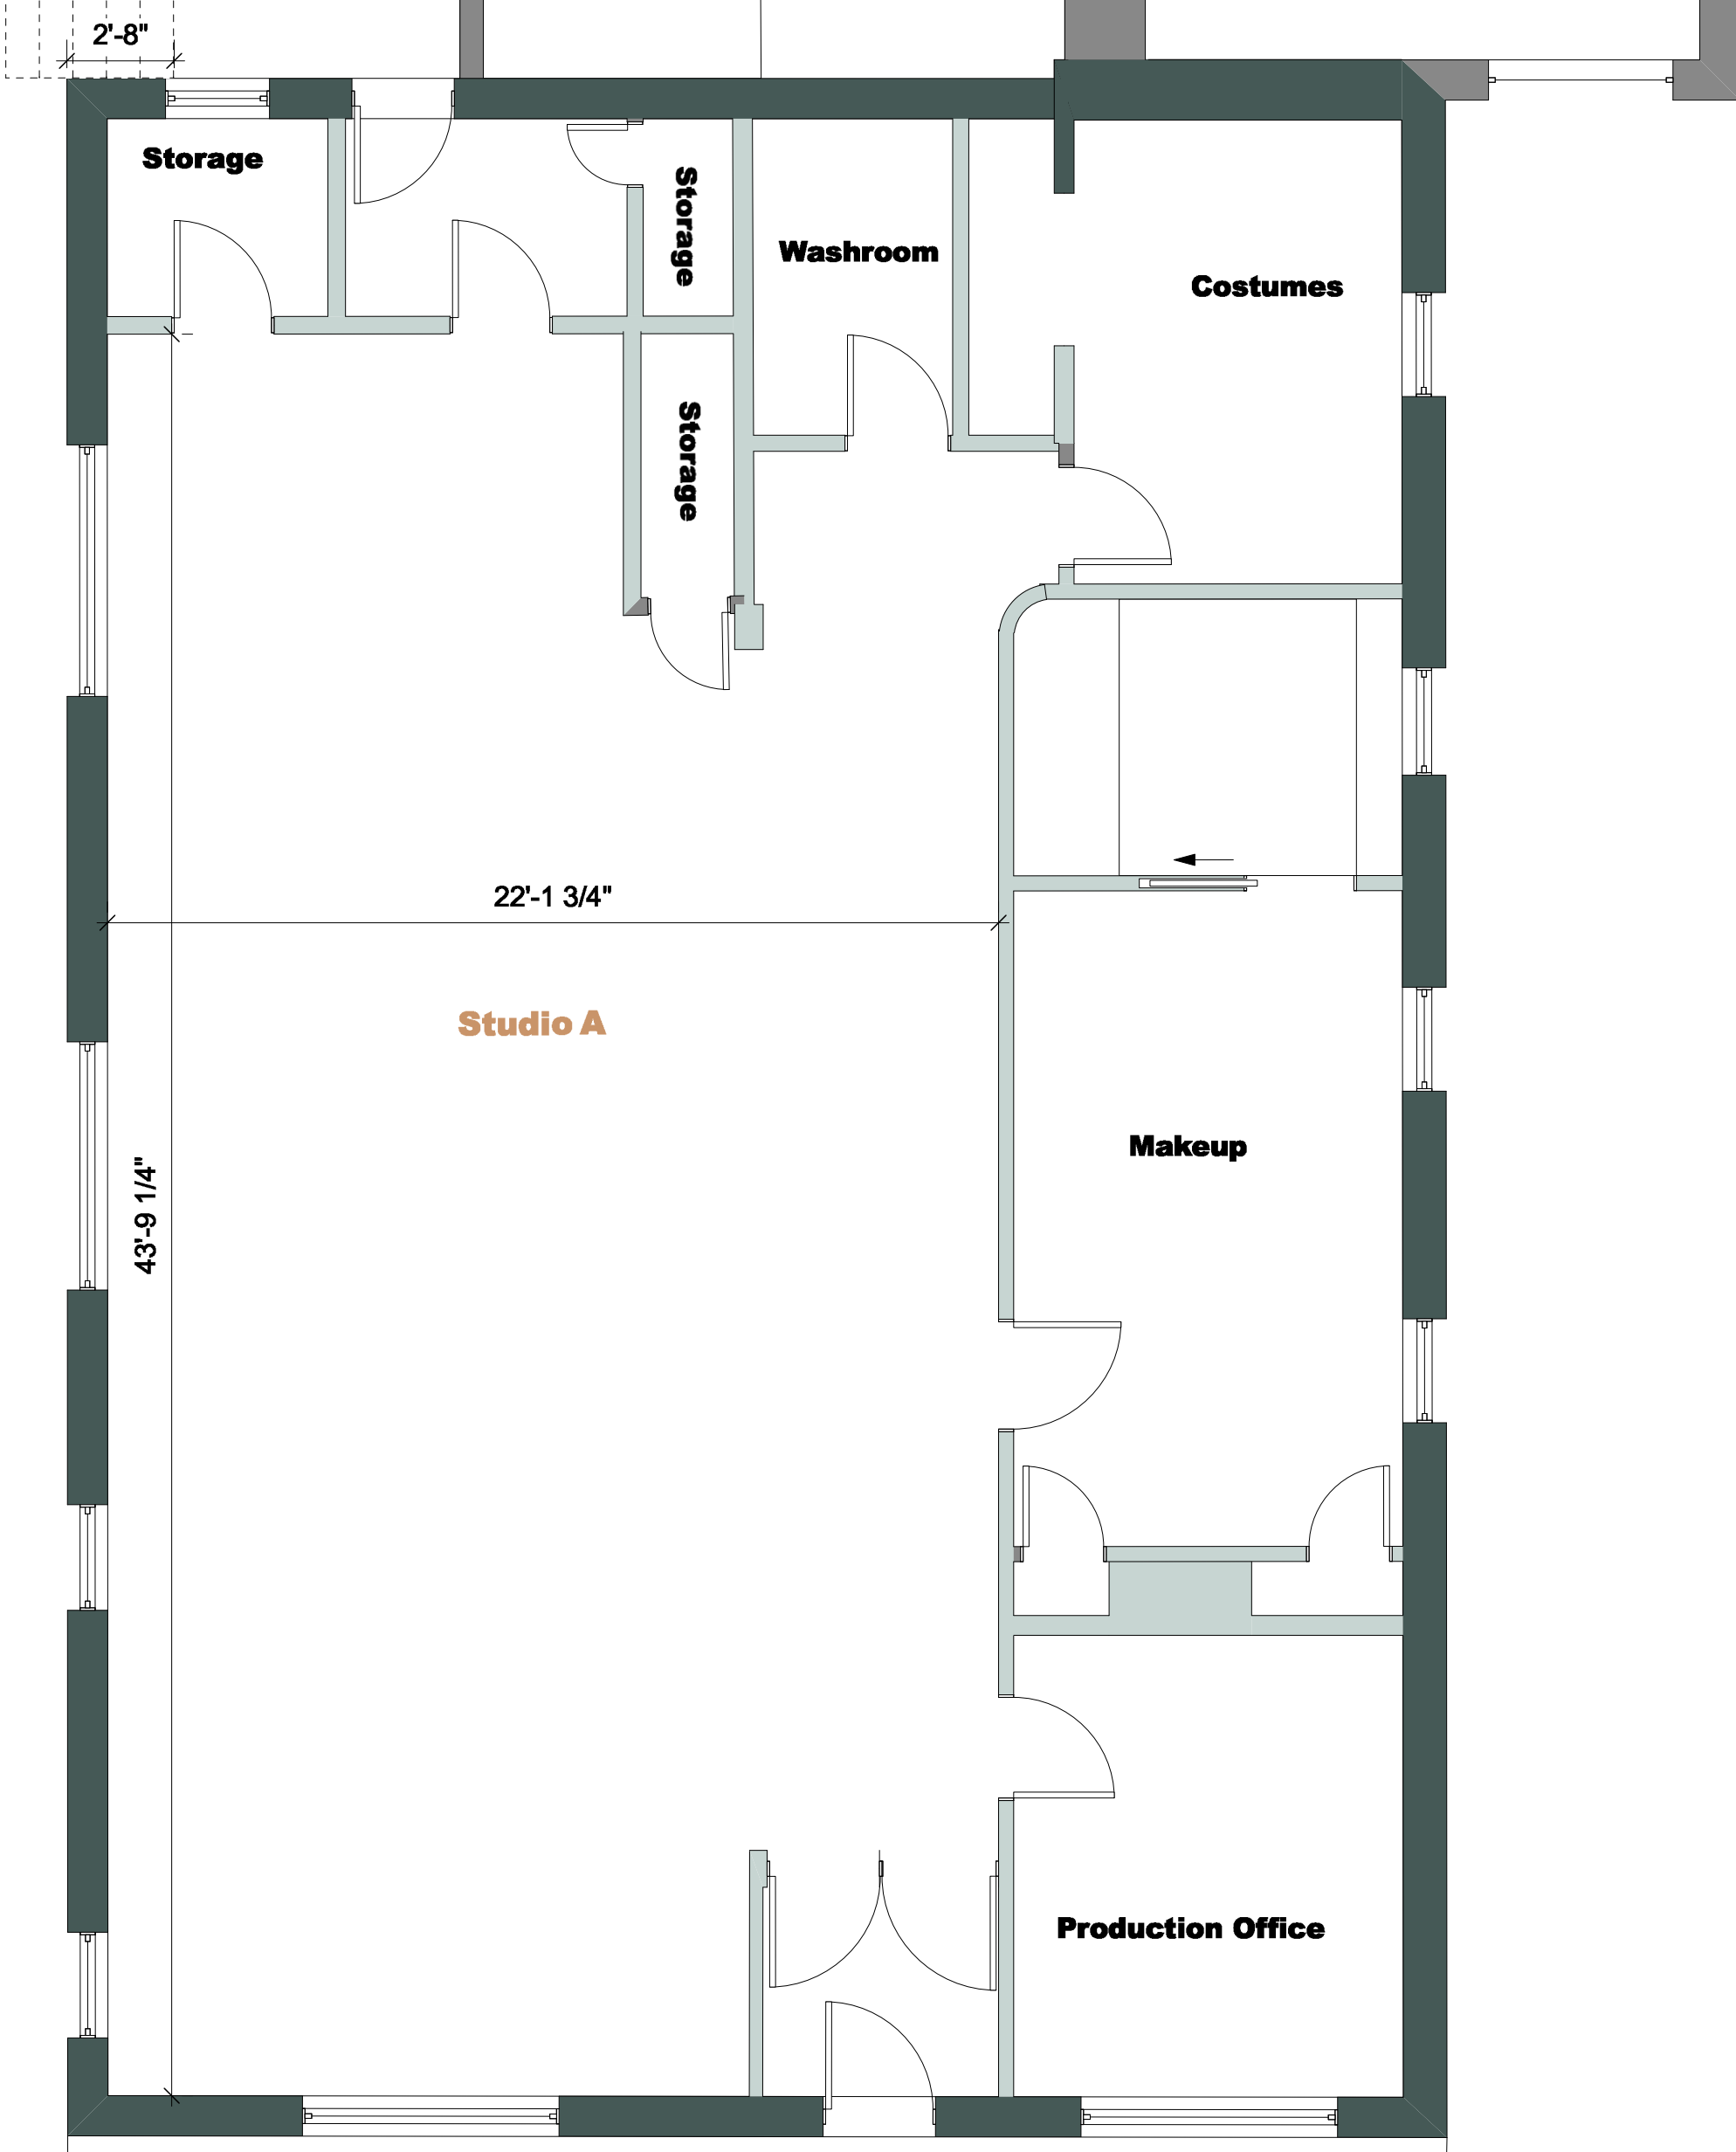 2'-8"
Storage
Storage
Washroom
Costumes
Storage
22'-1 3/4"
Studio A
Makeup
43'-9 1/4"
Production Office